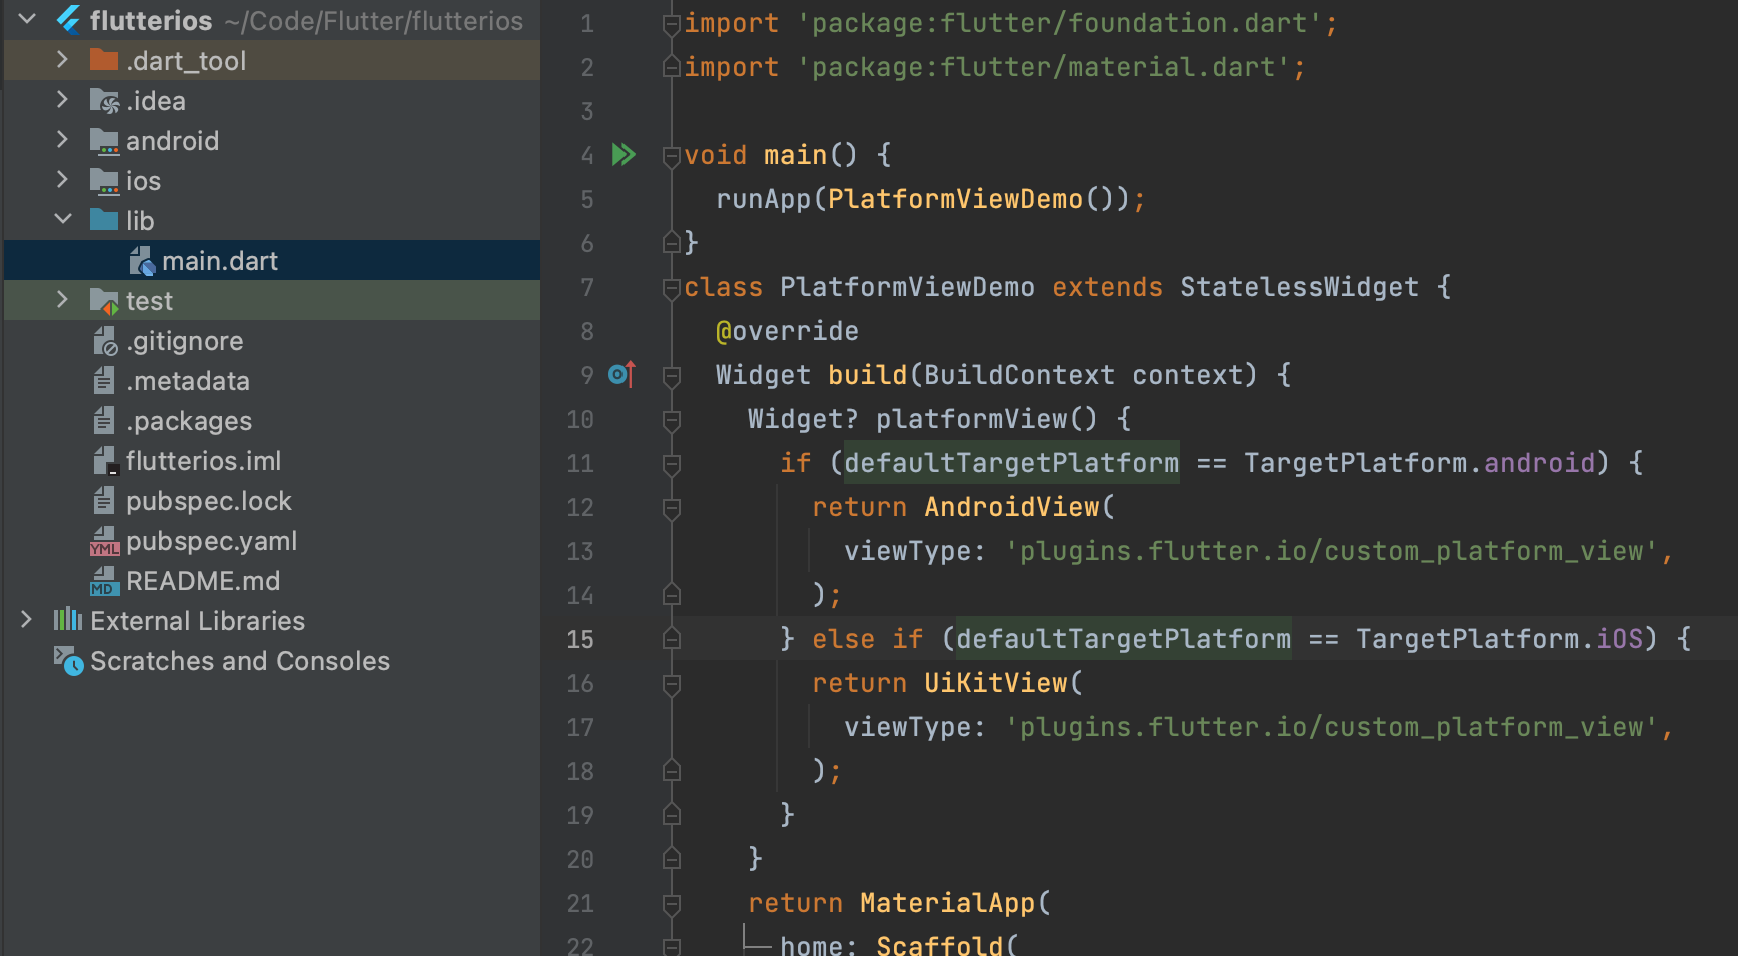 flutterios ~/Code/Flutter/flutterios
.dart_tool
.idea
android
ios
lib
main.dart
test
.gitignore
.metadata
.packages
flutterios.iml
pubspec.lock
YML pubspec.yaml
MD README.md
External Libraries
Scratches and Consoles
1 import 'package:flutter/foundation.dart';
2 import 'package:flutter/material.dart';
3
4 void main() {
5 runApp(PlatformViewDemo());
6 }
7 class PlatformViewDemo extends StatelessWidget {
8 @override
9 Widget build(BuildContext context) {
10 Widget? platformView() {
11 if (defaultTargetPlatform == TargetPlatform.android) {
12 return AndroidView(
13 viewType: 'plugins.flutter.io/custom_platform_view',
14 );
15 } else if (defaultTargetPlatform == TargetPlatform.iOS) {
16 return UiKitView(
17 viewType: 'plugins.flutter.io/custom_platform_view',
18 );
19 }
20 }
21 return MaterialApp(
22 home: Scaffold(